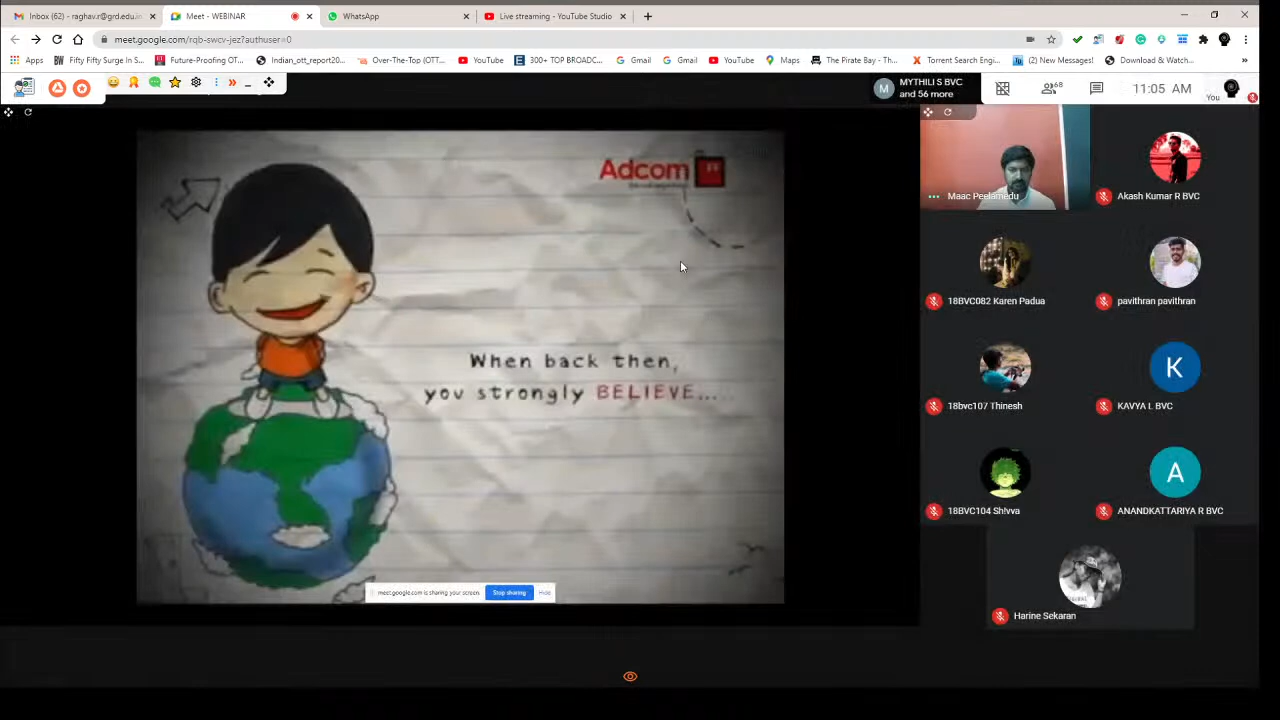 Inbox (62) - raghav.r@grd.edu.in
Meet - WEBINAR
WhatsApp
Live streaming - YouTube Studio
meet.google.com/rqb-swcv-jez?authuser=0
Apps
Fifty Fifty Surge In S...
Future-Proofing OT...
Indian_ott_report20...
Over-The-Top (OTT...
YouTube
300+ TOP BROADC...
Gmail
Gmail
YouTube
Maps
The Pirate Bay - Th...
Torrent Search Engi...
(2) New Messages!
Download & Watch...
M
MYTHILI S BVC
and 56 more
68
11:05 AM
You
Adcom
When back then,
you strongly BELIEVE...
meet.google.com is sharing your screen.
Stop sharing
Hide
Maac Peelamedu
Akash Kumar R BVC
18BVC082 Karen Padua
pavithran pavithran
18bvc107 Thinesh
K
KAVYA L BVC
18BVC104 Sh!vva
A
ANANDKATTARIYA R BVC
Harine Sekaran